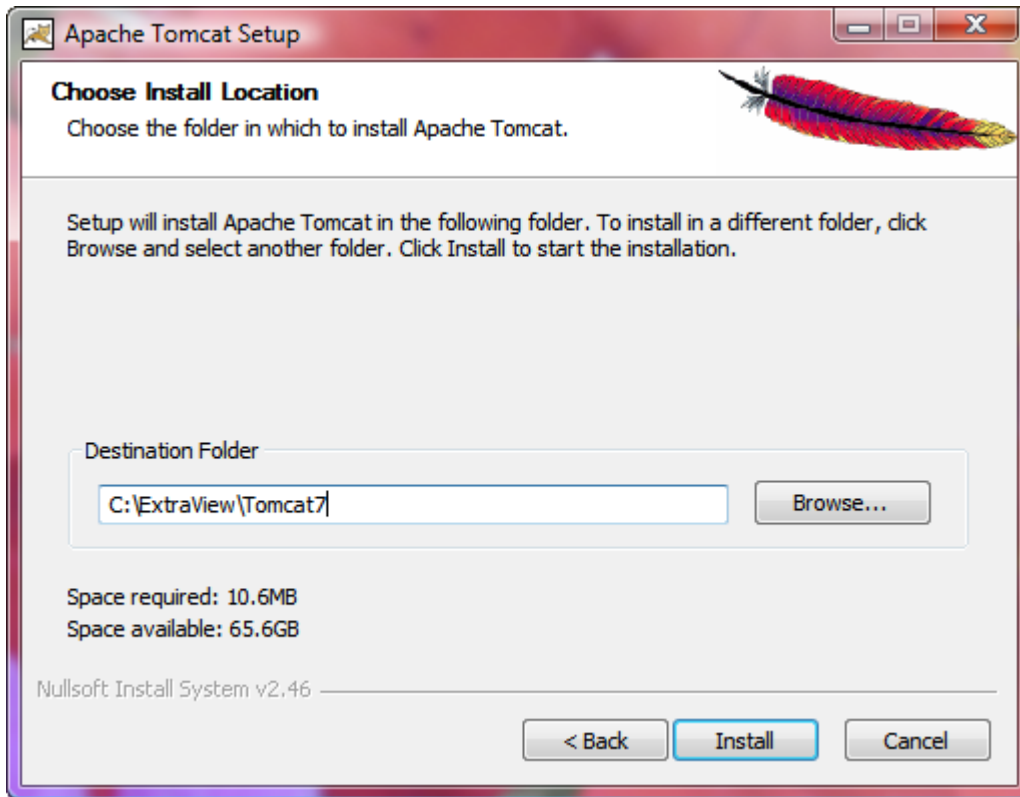 Apache Tomcat Setup
Choose Install Location
Choose the folder in which to install Apache Tomcat.
Setup will install Apache Tomcat in the following folder. To install in a different folder, click
Browse and select another folder. Click Install to start the installation.
Destination Folder
C:\ExtraView\Tomcat7
Browse...
Space required: 10.6MB
Space available: 65.6GB
Nullsoft Install System v2.46
< Back
Install
Cancel